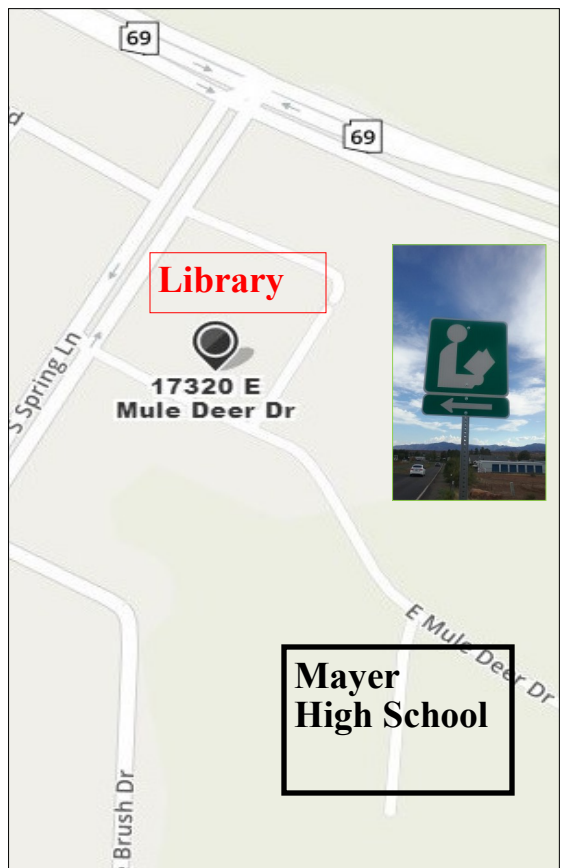 69
69
d
Library
17320 E
Mule Deer Dr
S Spring Ln
E Mule Deer Dr
Mayer
High School
Brush Dr